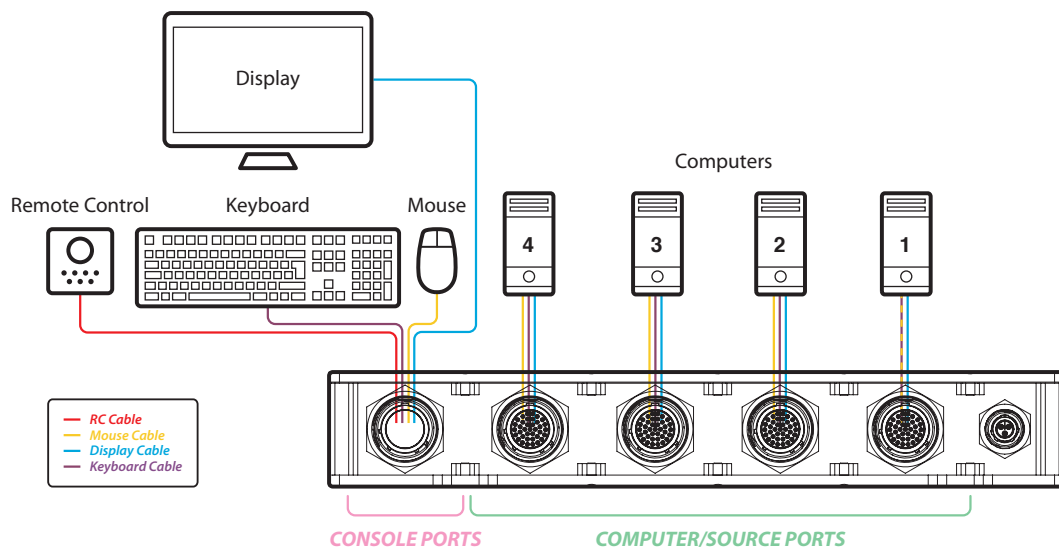 Display
Computers
Remote Control
Keyboard
Mouse
4
3
2
1
RC Cable
Mouse Cable
Display Cable
Keyboard Cable
CONSOLE PORTS
COMPUTER/SOURCE PORTS